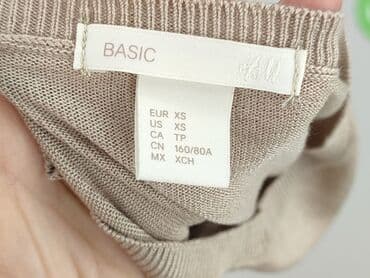 BASIC H&M
EUR XS
US XS
CA TP
CN 160/80A
MX XCH